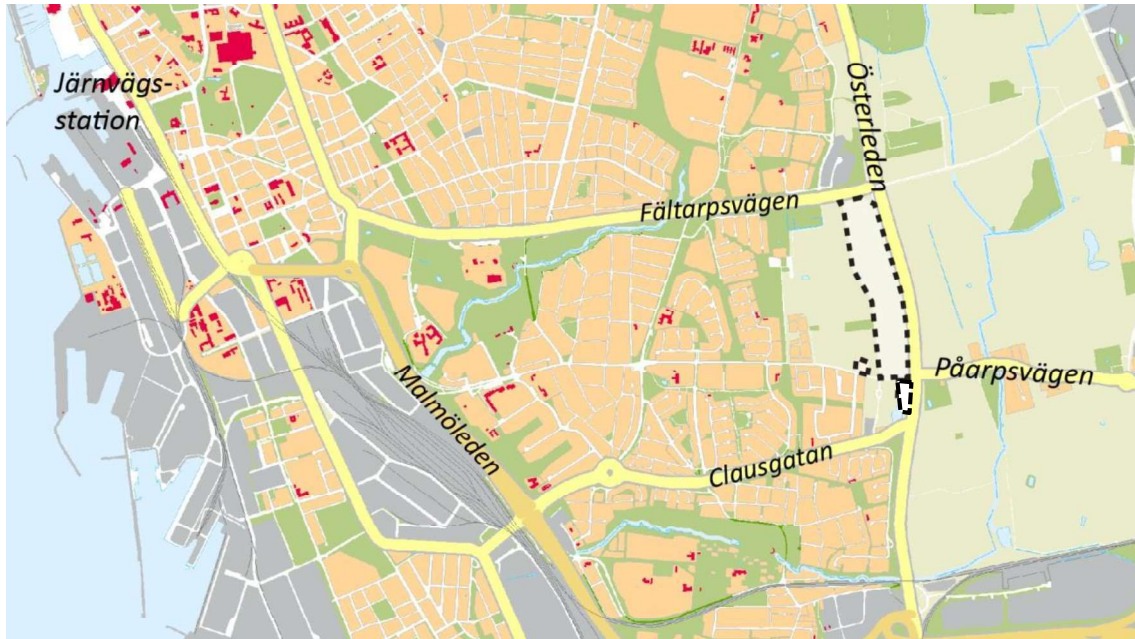 Järnvägs-
station
Österleden
Fältarpsvägen
Påarpsvägen
Malmöleden
Clausgatan